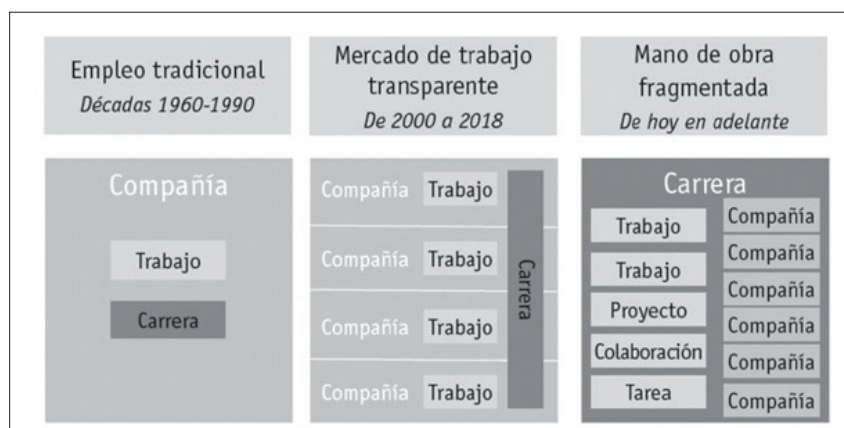 Empleo tradicional
Décadas 1960-1990
Mercado de trabajo
transparente
De 2000 a 2018
Mano de obra
fragmentada
De hoy en adelante
Compañía
Trabajo
Carrera
Compañía Trabajo
Compañía Trabajo
Compañía Trabajo
Compañía Trabajo
Carrera
Carrera
Trabajo
Trabajo
Proyecto
Colaboración
Tarea
Compañía
Compañía
Compañía
Compañía
Compañía
Compañía